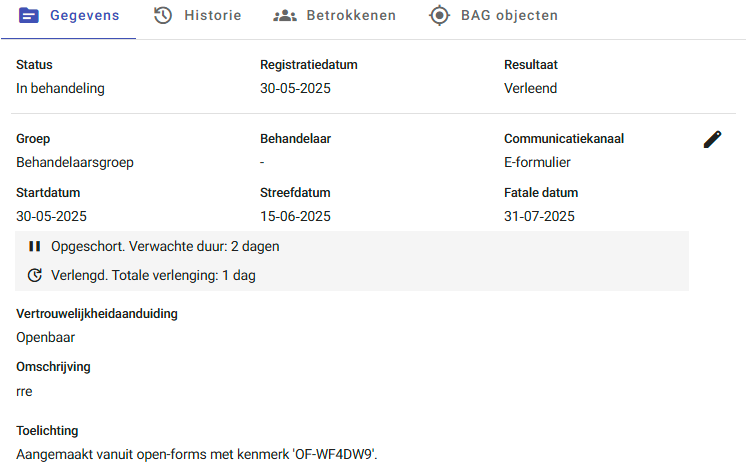 Gegevens Historie Betrokkenen BAG objecten
Status Registratiedatum Resultaat
In behandeling 30-05-2025 Verleend
Groep Behandelaar Communicatiekanaal
Behandelaarsgroep - E-formulier
Startdatum Streefdatum Fatale datum
30-05-2025 15-06-2025 31-07-2025
Opgeschort. Verwachte duur: 2 dagen
Verlengd. Totale verlenging: 1 dag
Vertrouwelijkheidaanduiding
Openbaar
Omschrijving
rre
Toelichting
Aangemaakt vanuit open-forms met kenmerk 'OF-WF4DW9'.